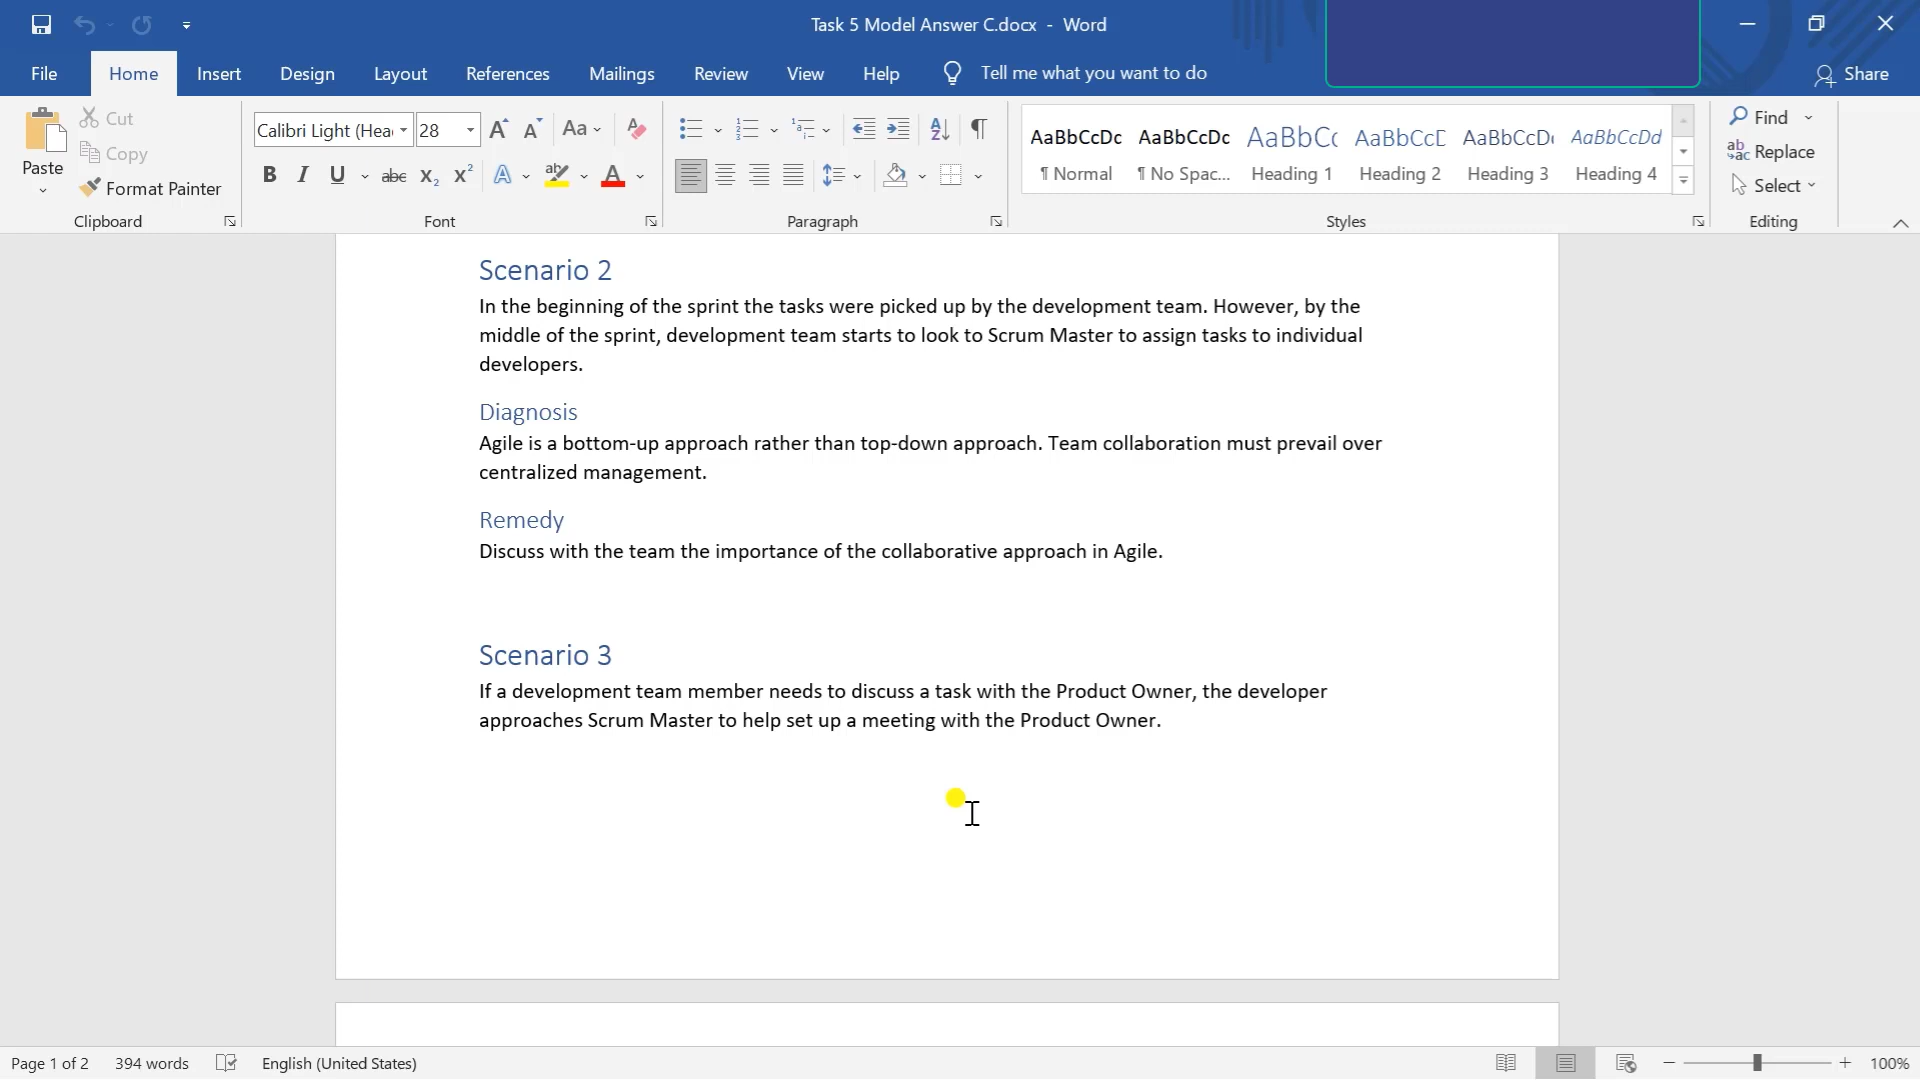 Task 5 Model Answer C.docx - Word
File Home Insert Design Layout References Mailings Review View Help Tell me what you want to do Share
Cut
Copy
Paste
Format Painter
Clipboard
Calibri Light (Hea 28 Aa
B I U abc X₂ X² A ab A
Font
Paragraph
AaBbCcDc AaBbCcDc AaBbCc AaBbCcD AaBbCcDc AaBbCcDd
¶ Normal ¶ No Spac... Heading 1 Heading 2 Heading 3 Heading 4
Styles
Find
Replace
Select
Editing
Scenario 2
In the beginning of the sprint the tasks were picked up by the development team. However, by the
middle of the sprint, development team starts to look to Scrum Master to assign tasks to individual
developers.
Diagnosis
Agile is a bottom-up approach rather than top-down approach. Team collaboration must prevail over
centralized management.
Remedy
Discuss with the team the importance of the collaborative approach in Agile.
Scenario 3
If a development team member needs to discuss a task with the Product Owner, the developer
approaches Scrum Master to help set up a meeting with the Product Owner.
Page 1 of 2 394 words English (United States) 100%